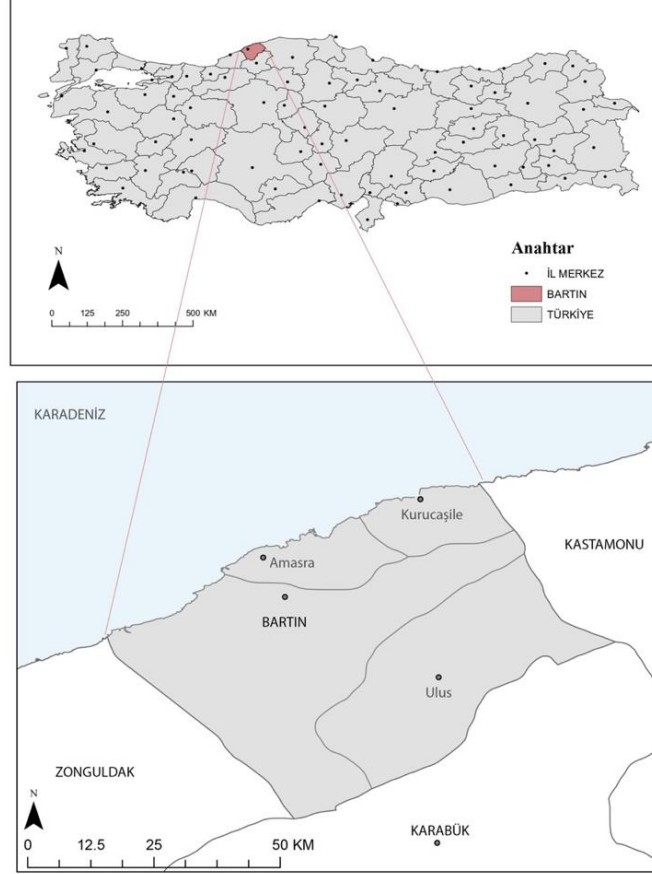 N
0 125 250 500 KM
Anahtar
İL MERKEZ
BARTIN
TÜRKİYE
KARADENİZ
Kurucaşile
KASTAMONU
Amasra
BARTIN
Ulus
ZONGULDAK
N
0 12.5 25 50 KM
KARABÜK